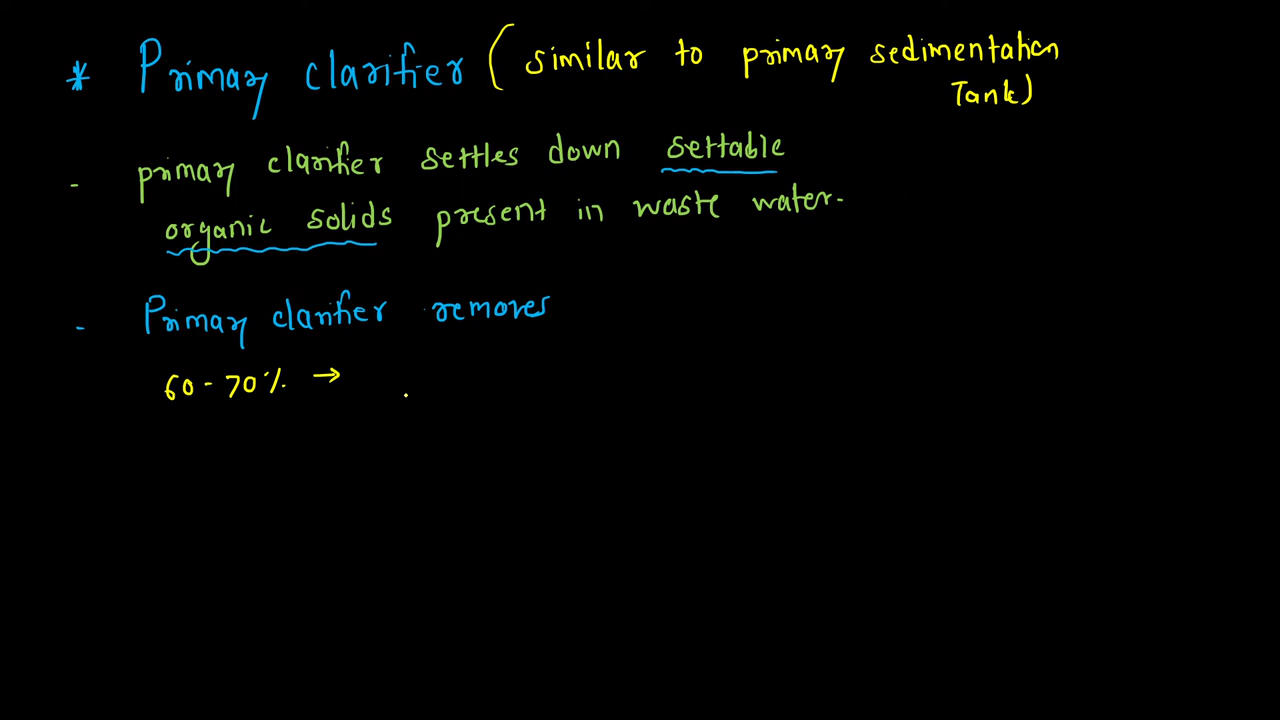 * Primary clarifier (similar to primary sedimentation
Tank)
- primary clarifier settles down settable
organic solids present in waste water.
- Primary clarifier removes
60-70% →